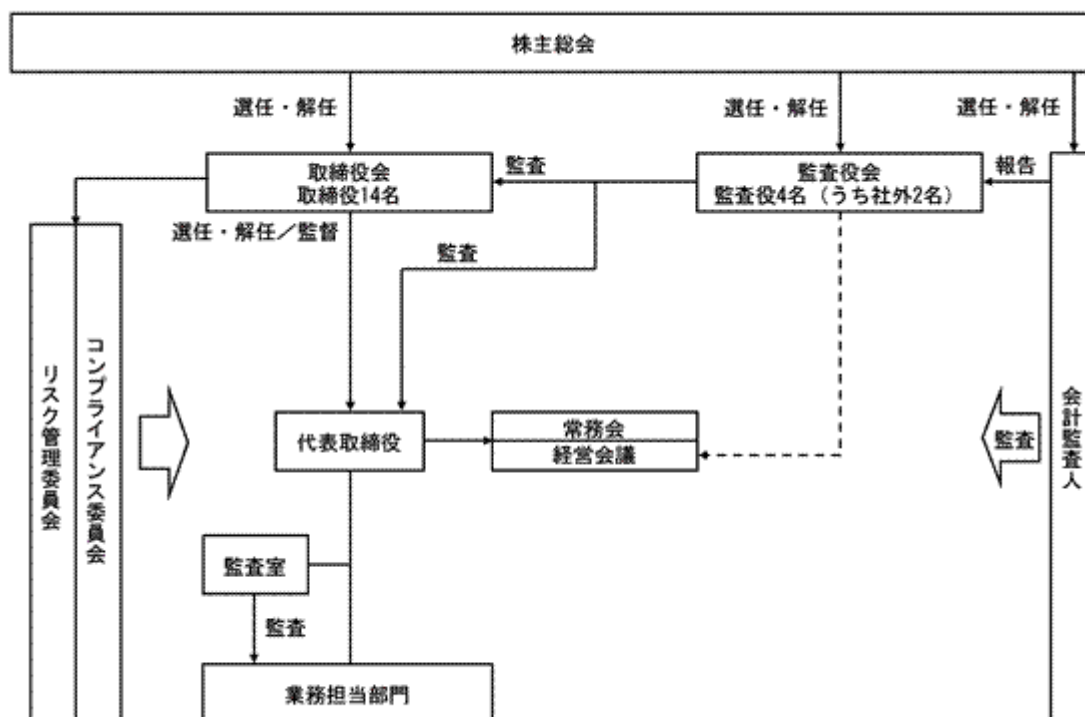 株主総会
選任・解任
選任・解任
選任・解任
取締役会
取締役14名
監査
監査役会
監査役4名(うち社外2名)
報告
選任・解任/監督
監査
リスク管理委員会
コンプライアンス委員会
代表取締役
常務会
経営会議
監査
会計監査人
監査室
監査
業務担当部門